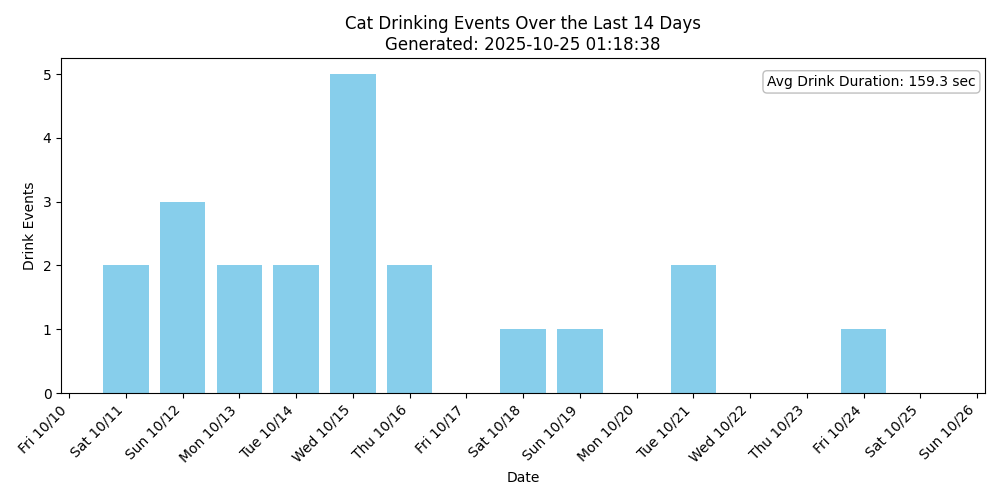 Cat Drinking Events Over the Last 14 Days
Generated: 2025-10-25 01:18:38
Avg Drink Duration: 159.3 sec
Drink Events
5
4
3
2
1
0
Fri 10/10
Sat 10/11
Sun 10/12
Mon 10/13
Tue 10/14
Wed 10/15
Thu 10/16
Fri 10/17
Sat 10/18
Sun 10/19
Mon 10/20
Tue 10/21
Wed 10/22
Thu 10/23
Fri 10/24
Sat 10/25
Sun 10/26
Date